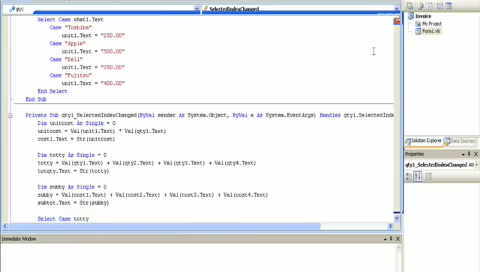 qty1
SelectedIndexChanged
Select Case what1.Text
Case "Toshiba"
unit1.Text = "250.00"
Case "Apple"
unit1.Text = "500.00"
Case "Dell"
unit1.Text = "350.00"
Case "Fujitsu"
unit1.Text = "400.00"
End Select
End Sub
Private Sub qty1_SelectedIndexChanged(ByVal sender As System.Object, ByVal e As System.EventArgs) Handles qty1.SelectedIndex
Dim unitcost As Single = 0
unitcost = Val(unit1.Text) * Val(qty1.Text)
cost1.Text = Str(unitcost)
Dim totty As Single = 0
totty = Val(qty1.Text) + Val(qty2.Text) + Val(qty3.Text) + Val(qty4.Text)
totqty.Text = Str(totty)
Dim subby As Single = 0
subby = Val(cost1.Text) + Val(cost2.Text) + Val(cost3.Text) + Val(cost4.Text)
subtot.Text = Str(subby)
Select Case totty
Immediate Window
Invoice
My Project
Form1.vb
Solution Explorer
Data Sources
Properties
qty1_SelectedIndexChanged Att